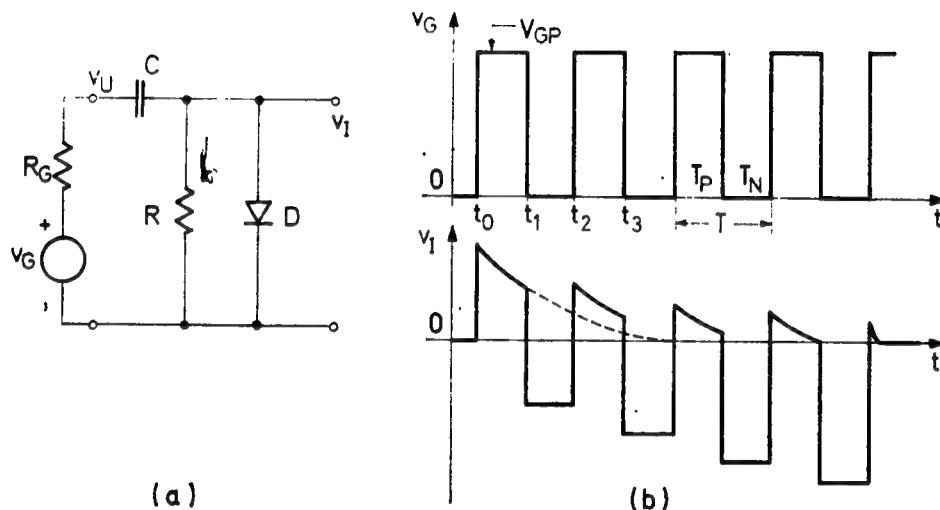 v_U
C
v_I
R_G
R
D
+
v_G
-
(a)
v_G
V_GP
0
T_P
T_N
t_0
t_1
t_2
t_3
T
t
v_I
0
t
(b)